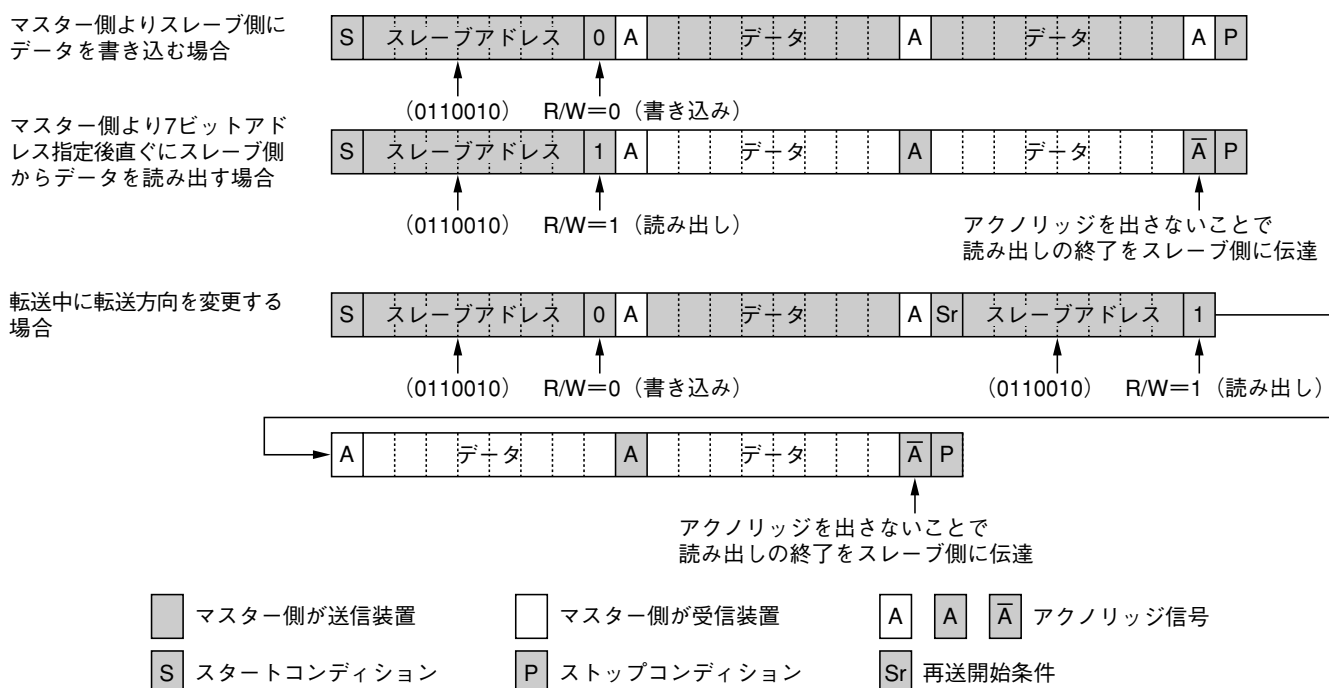 マスター側よりスレーブ側に
データを書き込む場合
S スレーブアドレス 0 A データ A データ A P
(0110010) R/W=0（書き込み）
マスター側より7ビットアド
レス指定後直ぐにスレーブ側
からデータを読み出す場合
S スレーブアドレス 1 A データ A データ A̅ P
(0110010) R/W=1（読み出し）
アクノリッジを出さないことで
読み出しの終了をスレーブ側に伝達
転送中に転送方向を変更する
場合
S スレーブアドレス 0 A データ A Sr スレーブアドレス 1
(0110010) R/W=0（書き込み） (0110010) R/W=1（読み出し）
A データ A データ A̅ P
アクノリッジを出さないことで
読み出しの終了をスレーブ側に伝達
マスター側が送信装置 マスター側が受信装置 A A A̅ アクノリッジ信号
S スタートコンディション P ストップコンディション Sr 再送開始条件